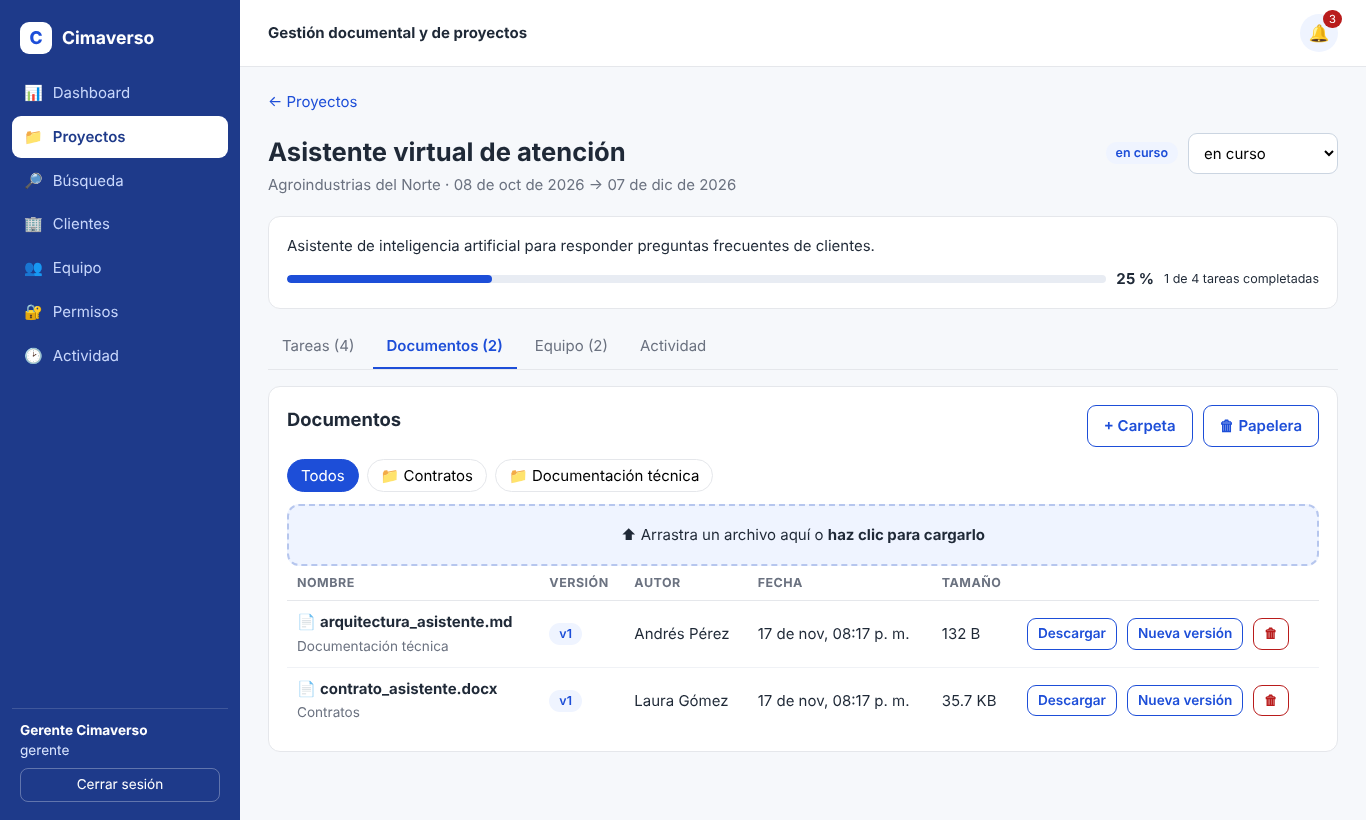 C Cimaverso
Dashboard
Proyectos
Búsqueda
Clientes
Equipo
Permisos
Actividad
Gerente Cimaverso
gerente
Cerrar sesión
Gestión documental y de proyectos
3
← Proyectos
Asistente virtual de atención
en curso
en curso
Agroindustrias del Norte · 08 de oct de 2026 → 07 de dic de 2026
Asistente de inteligencia artificial para responder preguntas frecuentes de clientes.
25 % 1 de 4 tareas completadas
Tareas (4) Documentos (2) Equipo (2) Actividad
Documentos
+ Carpeta Papelera
Todos Contratos Documentación técnica
⬆ Arrastra un archivo aquí o haz clic para cargarlo
NOMBRE VERSIÓN AUTOR FECHA TAMAÑO
arquitectura_asistente.md
Documentación técnica
v1 Andrés Pérez 17 de nov, 08:17 p. m. 132 B Descargar Nueva versión
contrato_asistente.docx
Contratos
v1 Laura Gómez 17 de nov, 08:17 p. m. 35.7 KB Descargar Nueva versión